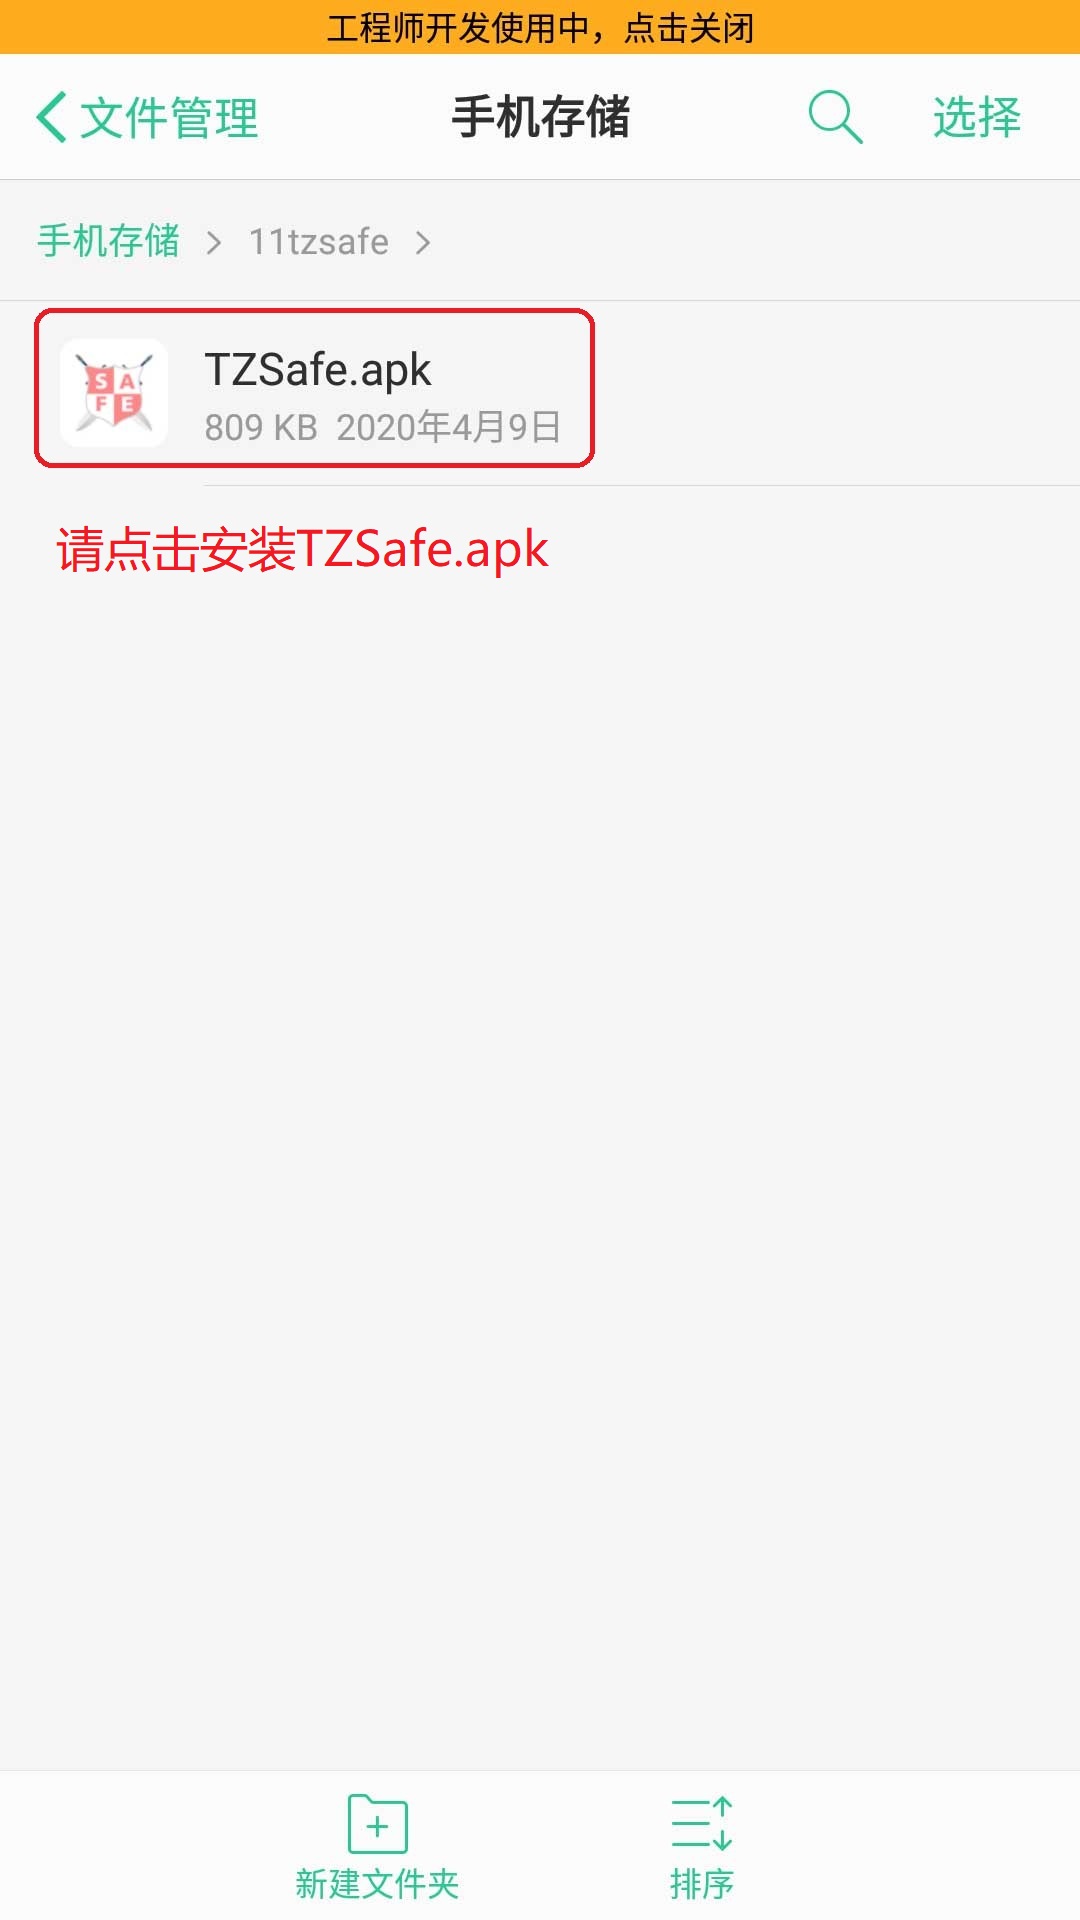 工程师开发使用中，点击关闭
文件管理
手机存储
选择
手机存储 > 11tzsafe >
S A
F E
TZSafe.apk
809 KB 2020年4月9日
请点击安装TZSafe.apk
新建文件夹
排序